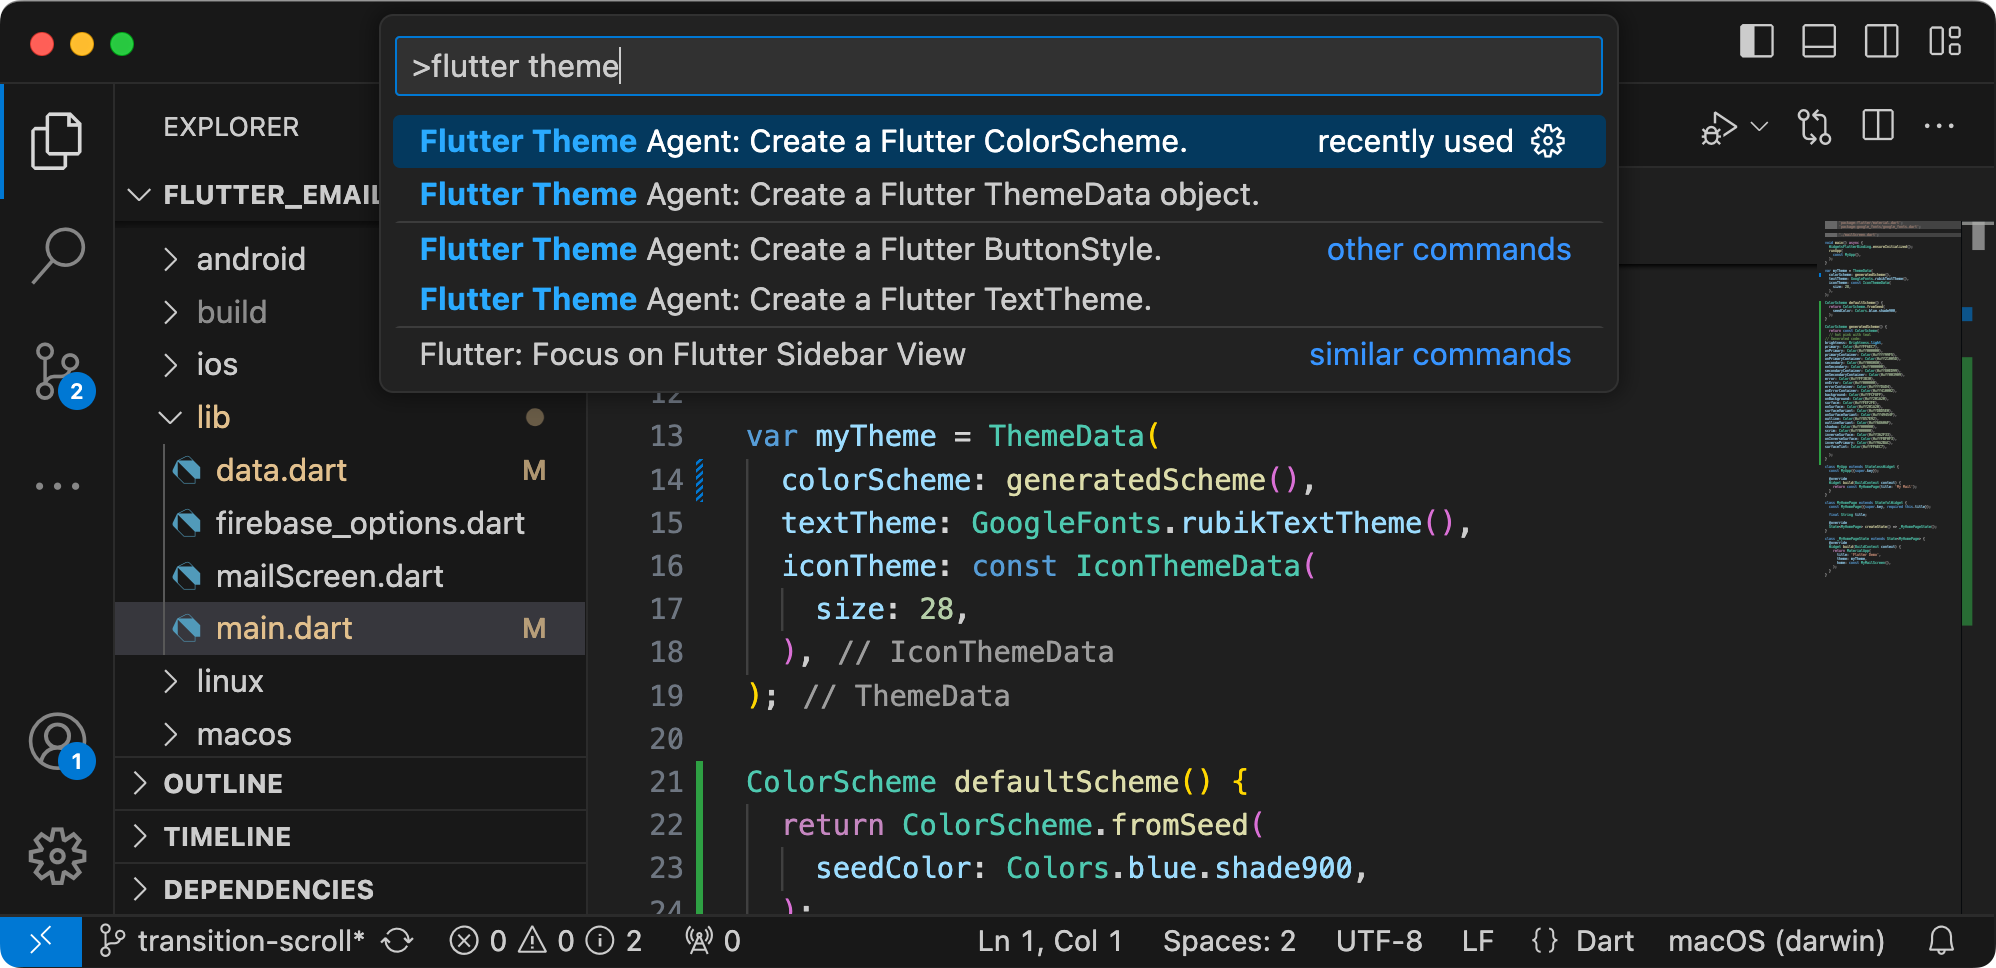 >flutter theme
Flutter Theme Agent: Create a Flutter ColorScheme. recently used
Flutter Theme Agent: Create a Flutter ThemeData object.
Flutter Theme Agent: Create a Flutter ButtonStyle. other commands
Flutter Theme Agent: Create a Flutter TextTheme.
Flutter: Focus on Flutter Sidebar View similar commands
EXPLORER
FLUTTER_EMAIL
android
build
ios
lib
data.dart M
firebase_options.dart
mailScreen.dart
main.dart M
linux
macos
OUTLINE
TIMELINE
DEPENDENCIES
2
1
12
13 var myTheme = ThemeData(
14 colorScheme: generatedScheme(),
15 textTheme: GoogleFonts.rubikTextTheme(),
16 iconTheme: const IconThemeData(
17 size: 28,
18 ), // IconThemeData
19 ); // ThemeData
20
21 ColorScheme defaultScheme() {
22 return ColorScheme.fromSeed(
23 seedColor: Colors.blue.shade900,
24 );
transition-scroll* 0 0 2 0 Ln 1, Col 1 Spaces: 2 UTF-8 LF {} Dart macOS (darwin)